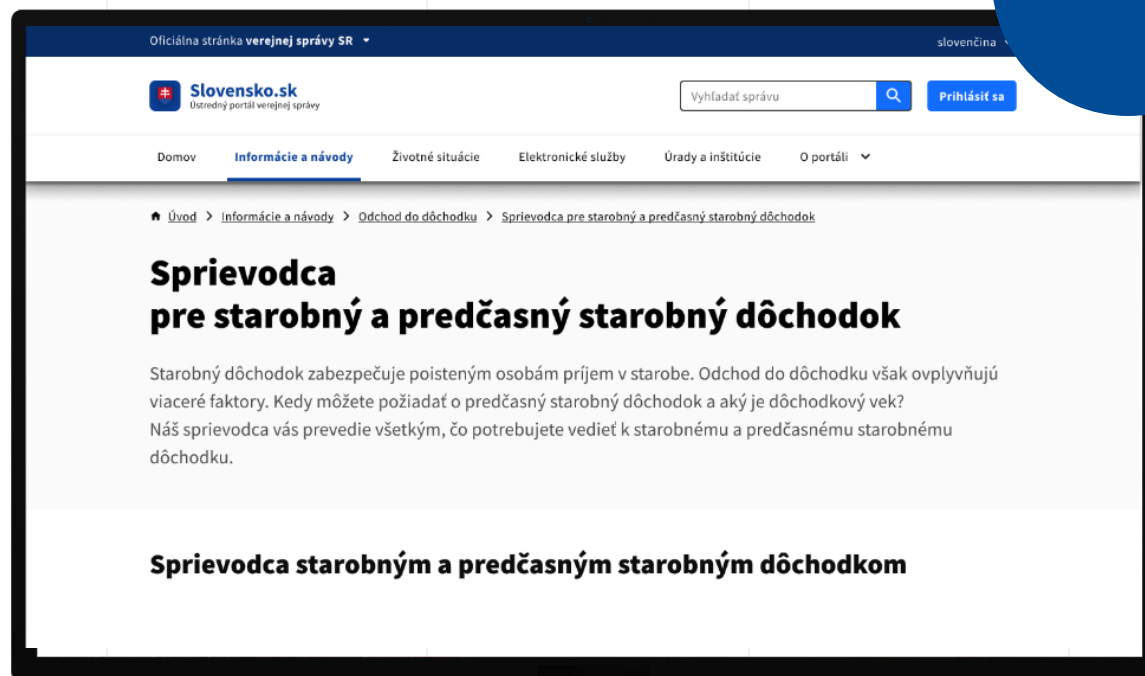 Oficiálna stránka verejnej správy SR
slovenčina
Slovensko.sk
Ústredný portál verejnej správy
Vyhľadať správu
Prihlásiť sa
Domov
Informácie a návody
Životné situácie
Elektronické služby
Úrady a inštitúcie
O portáli
Úvod > Informácie a návody > Odchod do dôchodku > Sprievodca pre starobný a predčasný starobný dôchodok
Sprievodca
pre starobný a predčasný starobný dôchodok
Starobný dôchodok zabezpečuje poisteným osobám príjem v starobe. Odchod do dôchodku však ovplyvňujú
viaceré faktory. Kedy môžete požiadať o predčasný starobný dôchodok a aký je dôchodkový vek?
Náš sprievodca vás prevedie všetkým, čo potrebujete vedieť k starobnému a predčasnému starobnému
dôchodku.
Sprievodca starobným a predčasným starobným dôchodkom